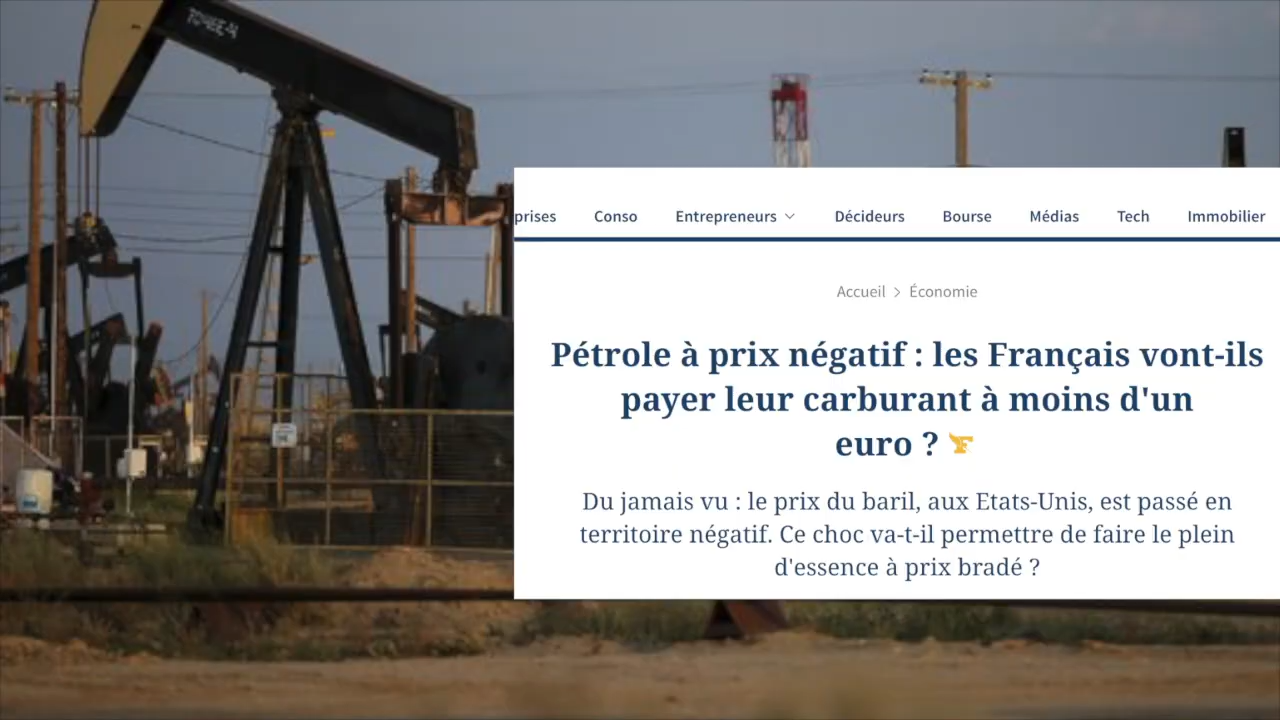 prises Conso Entrepreneurs Décideurs Bourse Médias Tech Immobilier
Accueil > Économie
Pétrole à prix négatif : les Français vont-ils
payer leur carburant à moins d'un
euro ?
Du jamais vu : le prix du baril, aux Etats-Unis, est passé en
territoire négatif. Ce choc va-t-il permettre de faire le plein
d'essence à prix bradé ?